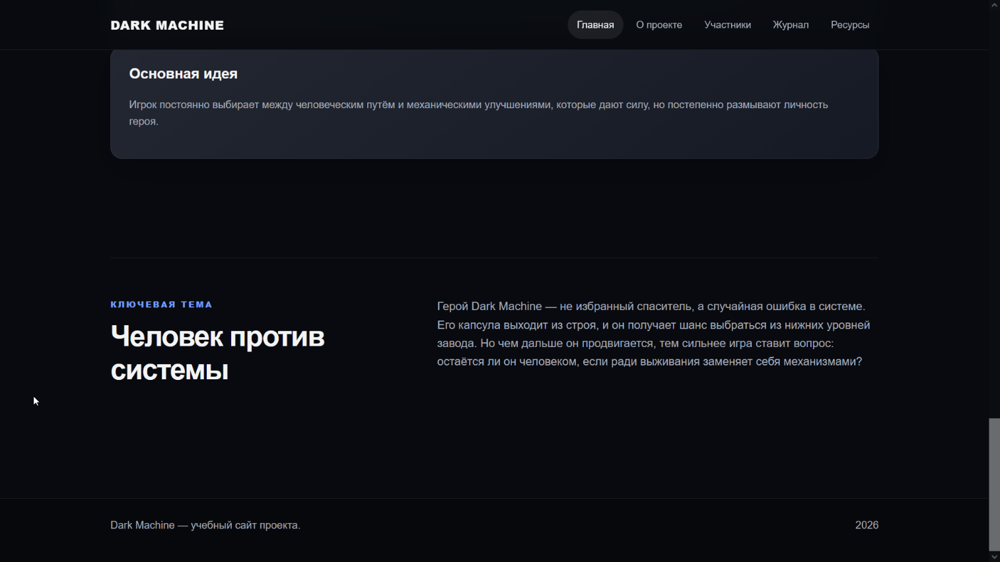 DARK MACHINE
Главная
О проекте
Участники
Журнал
Ресурсы
Основная идея
Игрок постоянно выбирает между человеческим путём и механическими улучшениями, которые дают силу, но постепенно размывают личность
героя.
КЛЮЧЕВАЯ ТЕМА
Человек против
системы
Герой Dark Machine — не избранный спаситель, а случайная ошибка в системе.
Его капсула выходит из строя, и он получает шанс выбраться из нижних уровней
завода. Но чем дальше он продвигается, тем сильнее игра ставит вопрос:
остаётся ли он человеком, если ради выживания заменяет себя механизмами?
Dark Machine — учебный сайт проекта.
2026